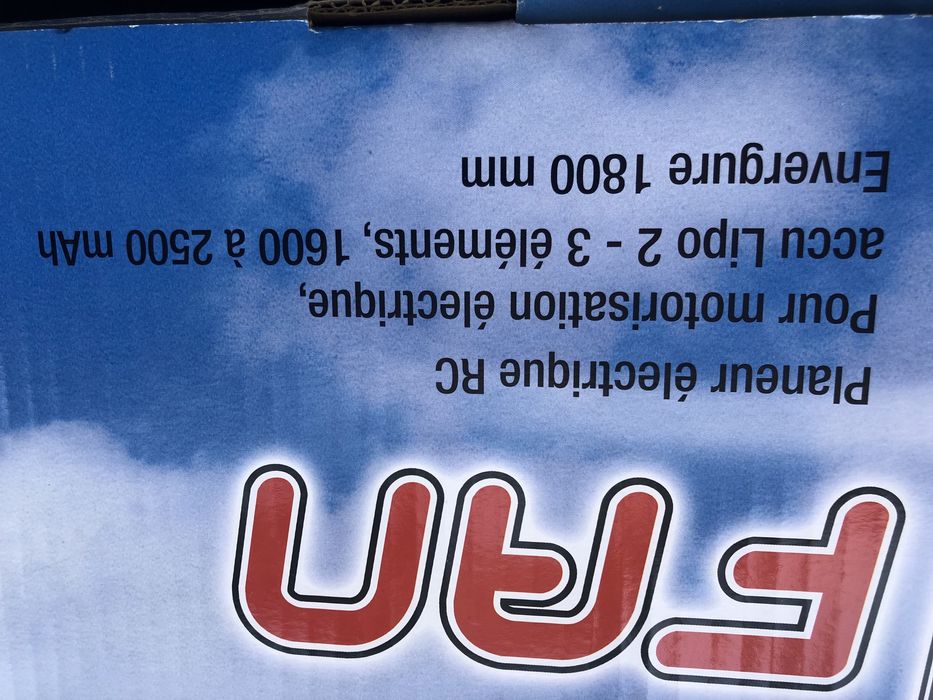 FAN
Planeur électrique RC
Pour motorisation électrique,
accu Lipo 2 - 3 éléments, 1600 à 2500 mAh
Envergure 1800 mm